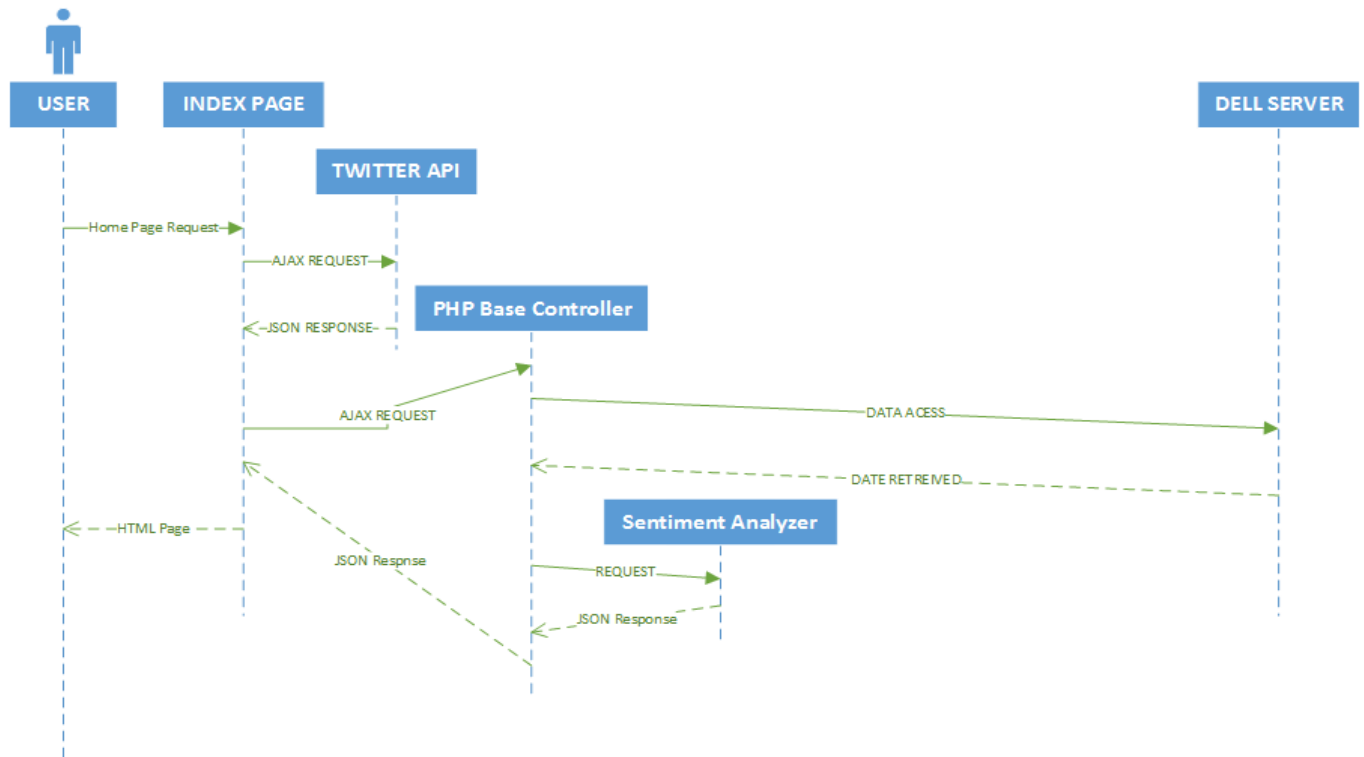 USER
INDEX PAGE
DELL SERVER
TWITTER API
Home Page Request
AJAX REQUEST
PHP Base Controller
JSON RESPONSE
AJAX REQUEST
DATA ACESS
DATE RETREIVED
Sentiment Analyzer
HTML Page
JSON Respnse
REQUEST
JSON Response